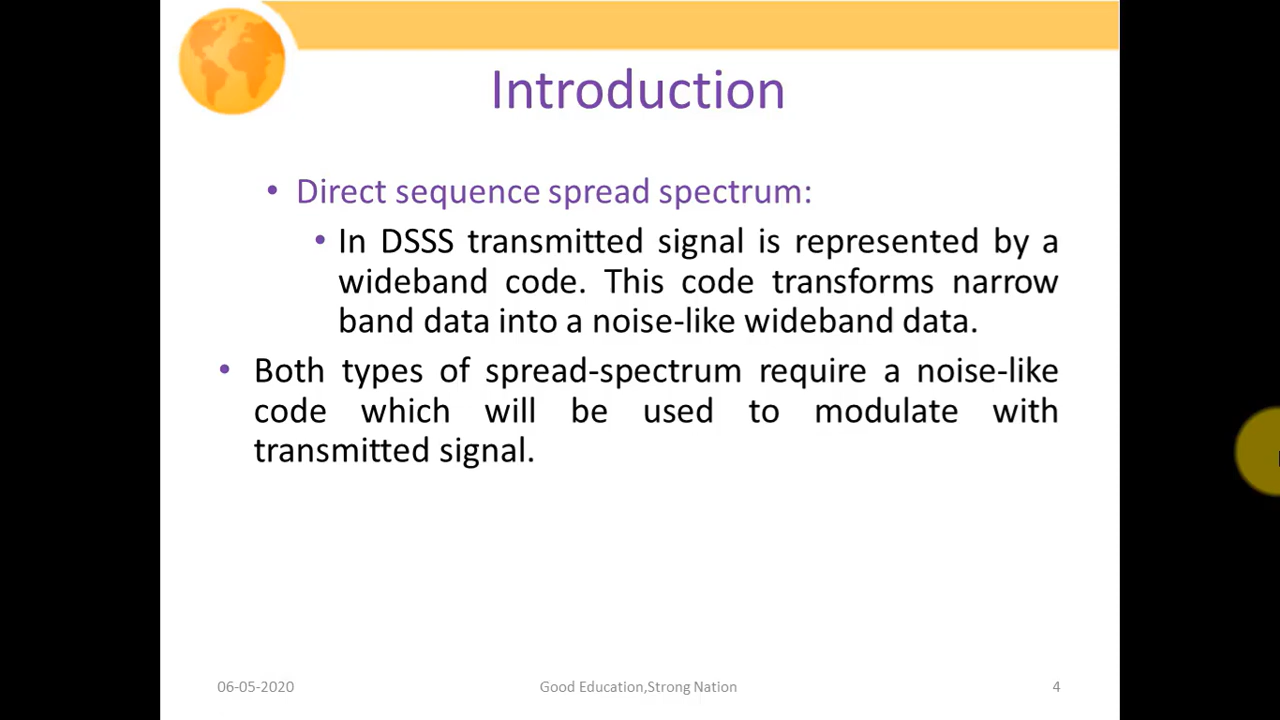 Introduction
• Direct sequence spread spectrum:
• In DSSS transmitted signal is represented by a
wideband code. This code transforms narrow
band data into a noise-like wideband data.
• Both types of spread-spectrum require a noise-like
code which will be used to modulate with
transmitted signal.
06-05-2020 Good Education,Strong Nation 4